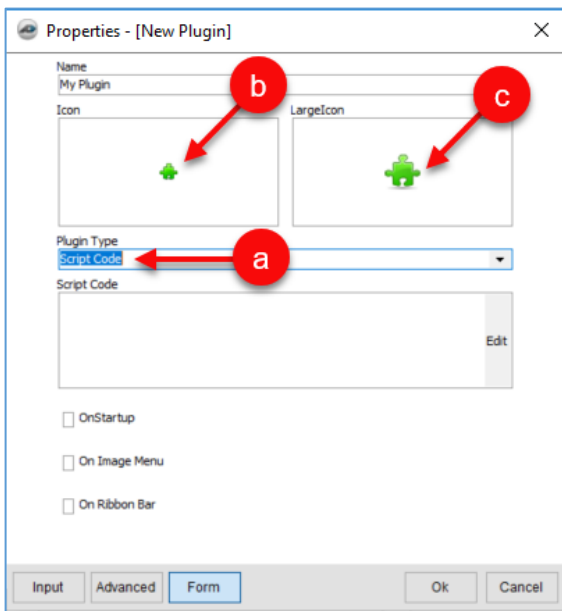 Properties - [New Plugin]
Name
My Plugin
b
c
Icon
LargeIcon
Plugin Type
Script Code
a
Script Code
Edit
OnStartup
On Image Menu
On Ribbon Bar
Input
Advanced
Form
Ok
Cancel